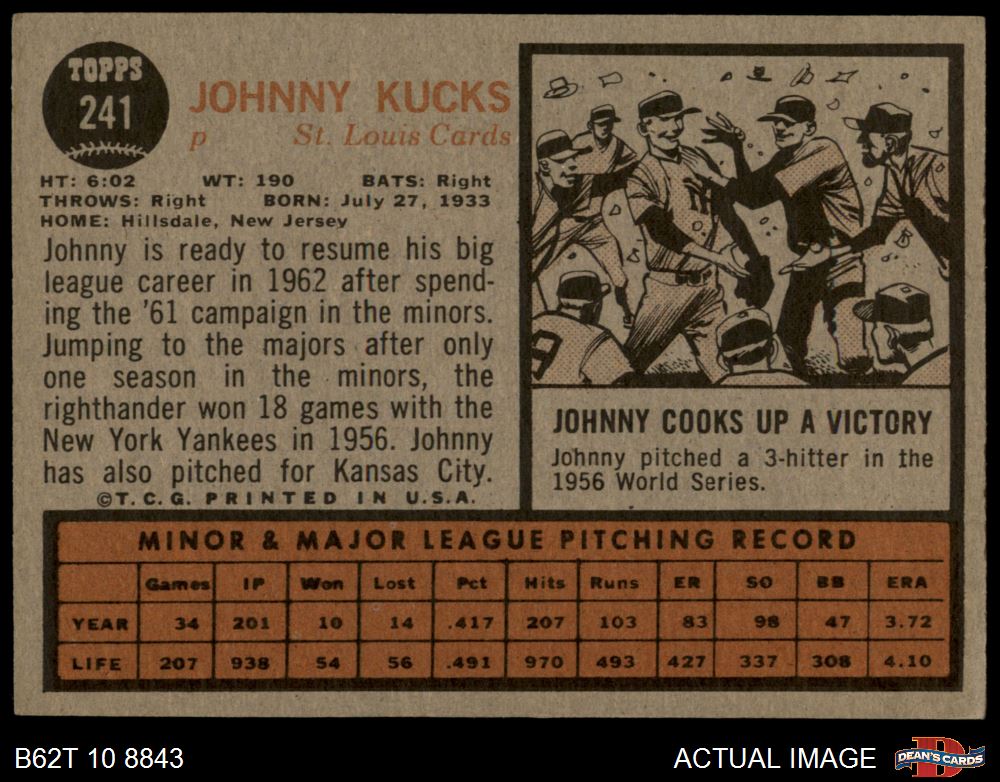 TOPPS
241
JOHNNY KUCKS
p St. Louis Cards
HT: 6:02 WT: 190 BATS: Right
THROWS: Right BORN: July 27, 1933
HOME: Hillsdale, New Jersey
Johnny is ready to resume his big
league career in 1962 after spend-
ing the '61 campaign in the minors.
Jumping to the majors after only
one season in the minors, the
righthander won 18 games with the
New York Yankees in 1956. Johnny
has also pitched for Kansas City.
©T.C.G. PRINTED IN U.S.A.
NY
9
JOHNNY COOKS UP A VICTORY
Johnny pitched a 3-hitter in the
1956 World Series.
MINOR & MAJOR LEAGUE PITCHING RECORD
Games IP Won Lost Pct Hits Runs ER SO BB ERA
YEAR 34 201 10 14 .417 207 103 83 98 47 3.72
LIFE 207 938 54 56 .491 970 493 427 337 308 4.10
B62T 10 8843
ACTUAL IMAGE
D
DEAN'S CARDS